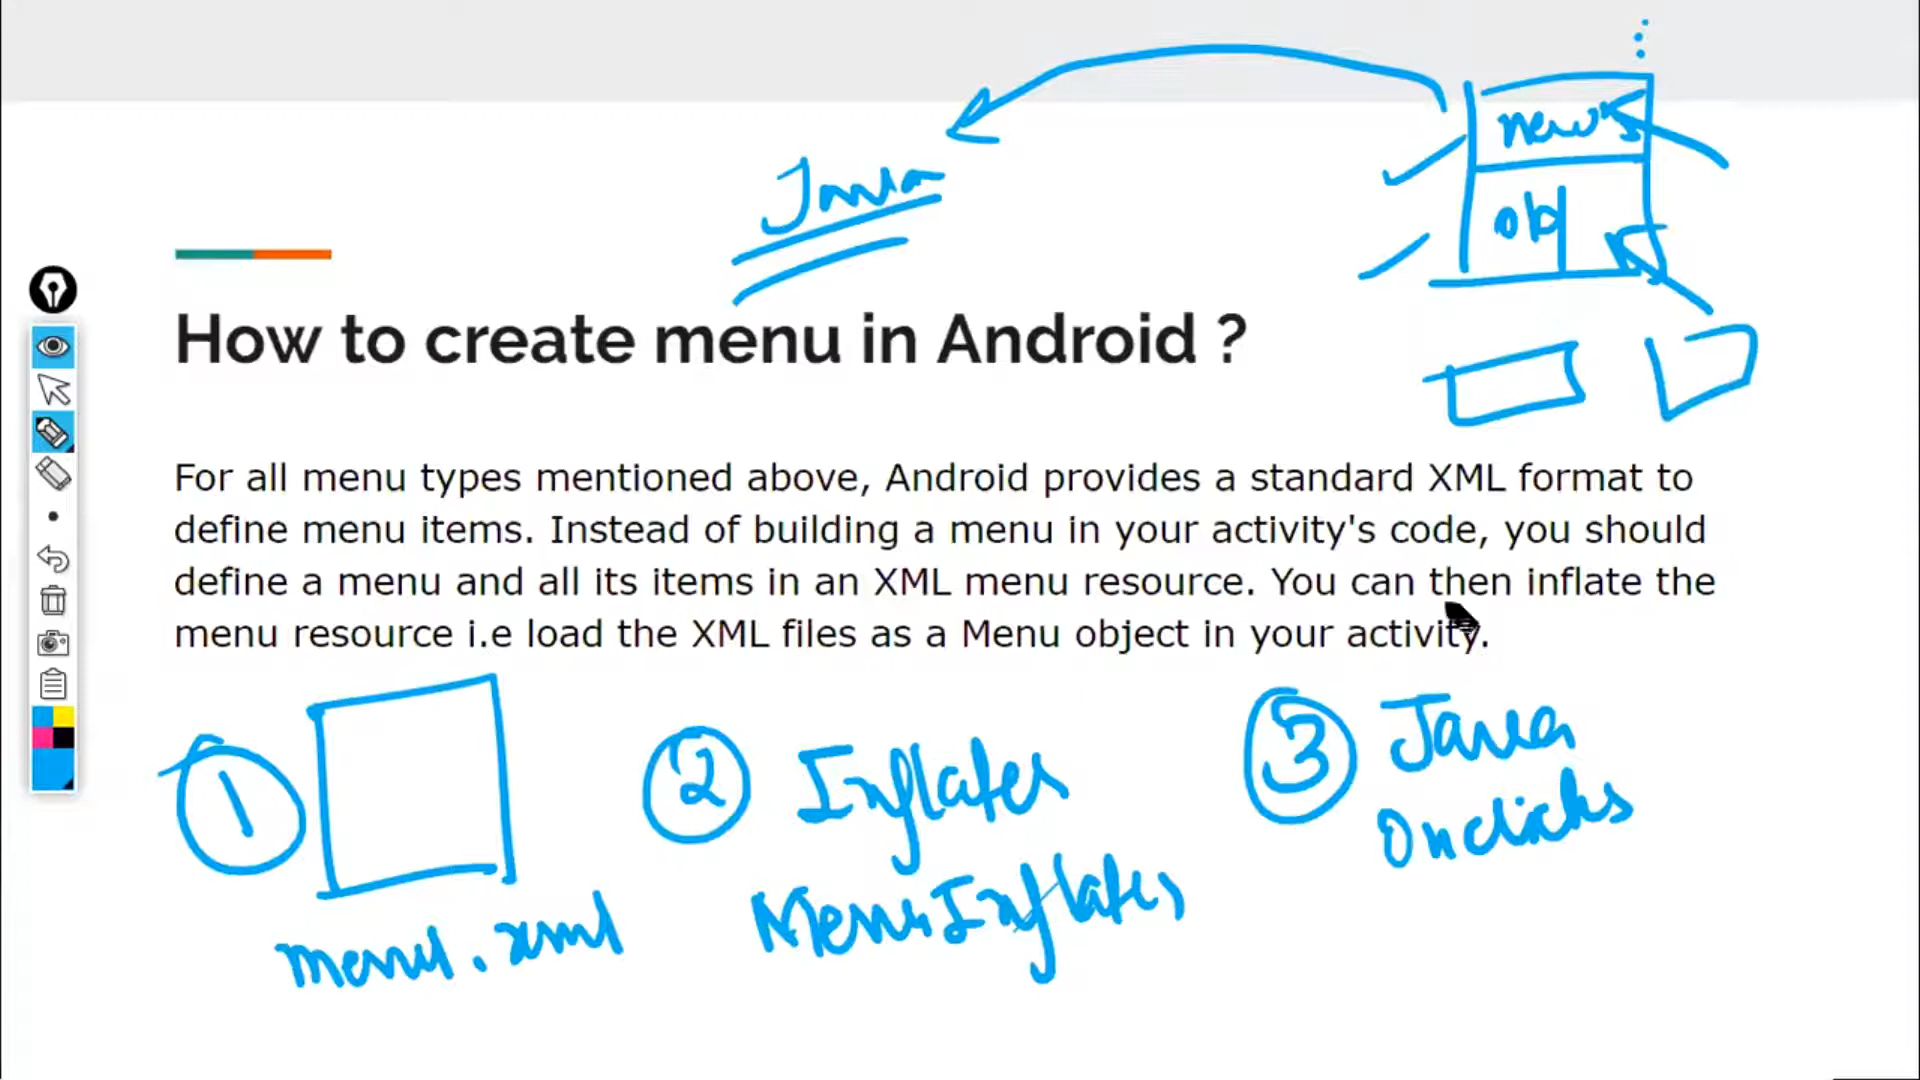 new
Java
obj
How to create menu in Android ?
For all menu types mentioned above, Android provides a standard XML format to
define menu items. Instead of building a menu in your activity's code, you should
define a menu and all its items in an XML menu resource. You can then inflate the
menu resource i.e load the XML files as a Menu object in your activity.
1
menu.xml
2 Inflater
MenuInflater
3 Java
Onclicks